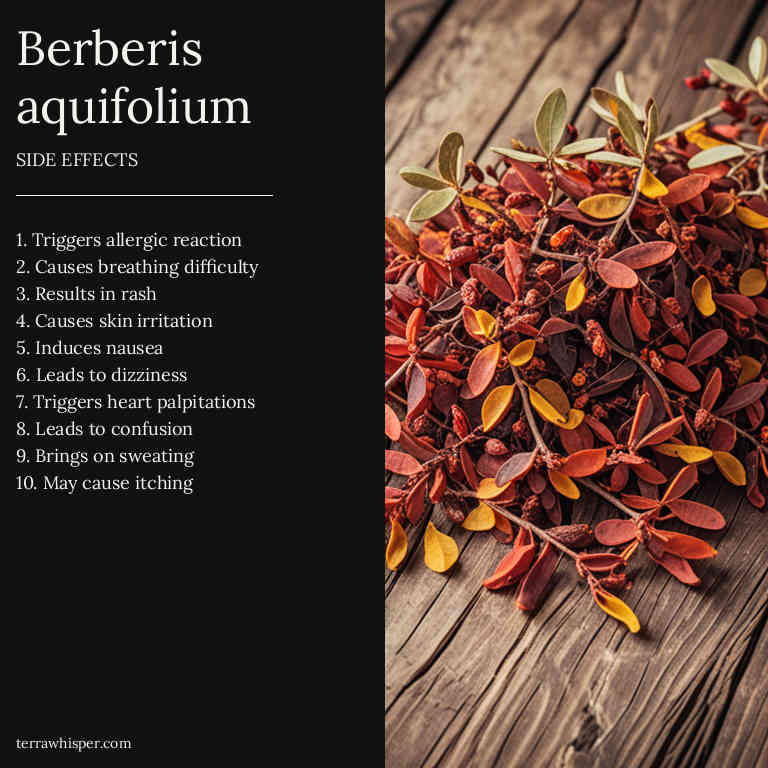 Berberis
aquifolium
SIDE EFFECTS
1. Triggers allergic reaction
2. Causes breathing difficulty
3. Results in rash
4. Causes skin irritation
5. Induces nausea
6. Leads to dizziness
7. Triggers heart palpitations
8. Leads to confusion
9. Brings on sweating
10. May cause itching
terrawhisper.com